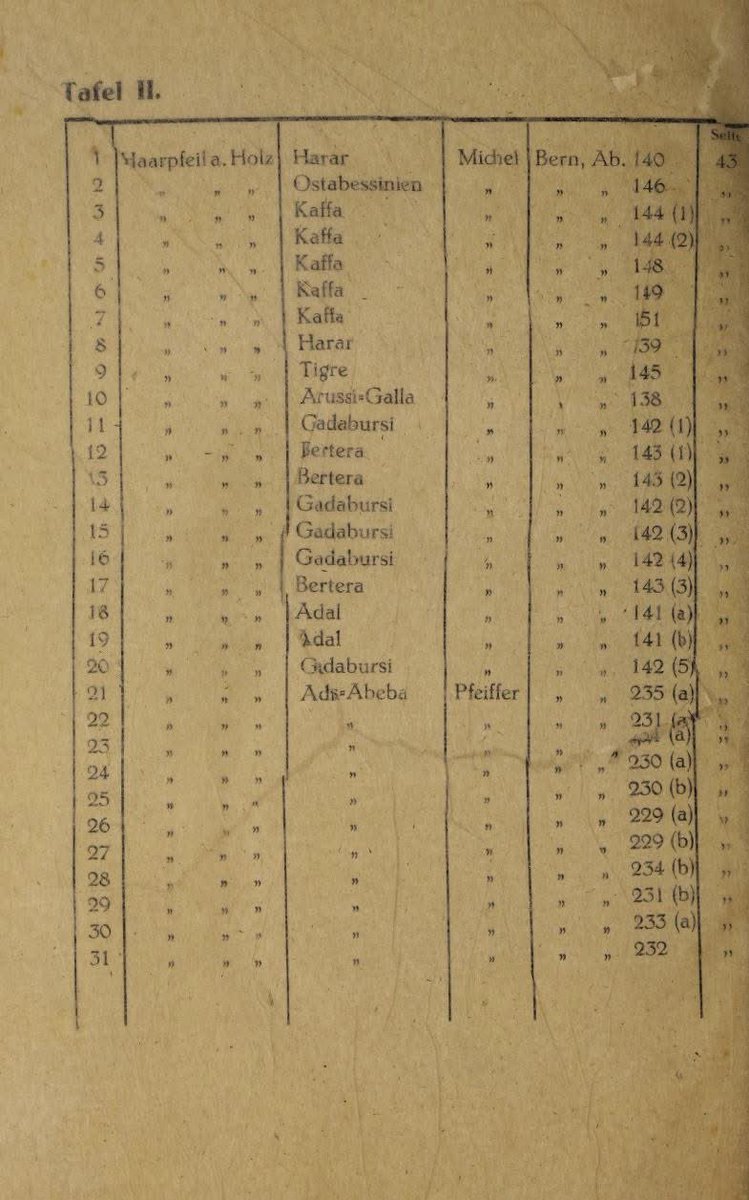 Tafel II.
Seite
1 Haarpfeil a. Holz Harar Michel Bern, Ab. 140 43
2 „ „ „ Ostabessinien „ „ „ 146 „
3 „ „ „ Kaffa „ „ „ 144 (1) „
4 „ „ „ Kaffa „ „ „ 144 (2) „
5 „ „ „ Kaffa „ „ „ 148 „
6 „ „ „ Kaffa „ „ „ 149 „
7 „ „ „ Kaffa „ „ „ 151 „
8 „ „ „ Harar „ „ „ 139 „
9 „ „ „ Tigre „ „ „ 145 „
10 „ „ „ Arussi=Galla „ „ „ 138 „
11 „ „ „ Gadabursi „ „ „ 142 (1) „
12 „ „ „ Bertera „ „ „ 143 (1) „
13 „ „ „ Bertera „ „ „ 143 (2) „
14 „ „ „ Gadabursi „ „ „ 142 (2) „
15 „ „ „ Gadabursi „ „ „ 142 (3) „
16 „ „ „ Gadabursi „ „ „ 142 (4) „
17 „ „ „ Bertera „ „ „ 143 (3) „
18 „ „ „ Adal „ „ „ 141 (a) „
19 „ „ „ Adal „ „ „ 141 (b) „
20 „ „ „ Gadabursi „ „ „ 142 (5) „
21 „ „ „ Adis=Abeba Pfeiffer „ „ 235 (a) „
22 „ „ „ „ „ „ „ 231 (a) „
23 „ „ „ „ „ „ „ (a) „
24 „ „ „ „ „ „ „ 230 (a) „
25 „ „ „ „ „ „ „ 230 (b) „
26 „ „ „ „ „ „ „ 229 (a) „
27 „ „ „ „ „ „ „ 229 (b) „
28 „ „ „ „ „ „ „ 234 (b) „
29 „ „ „ „ „ „ „ 231 (b) „
30 „ „ „ „ „ „ „ 233 (a) „
31 „ „ „ „ „ „ „ 232 „